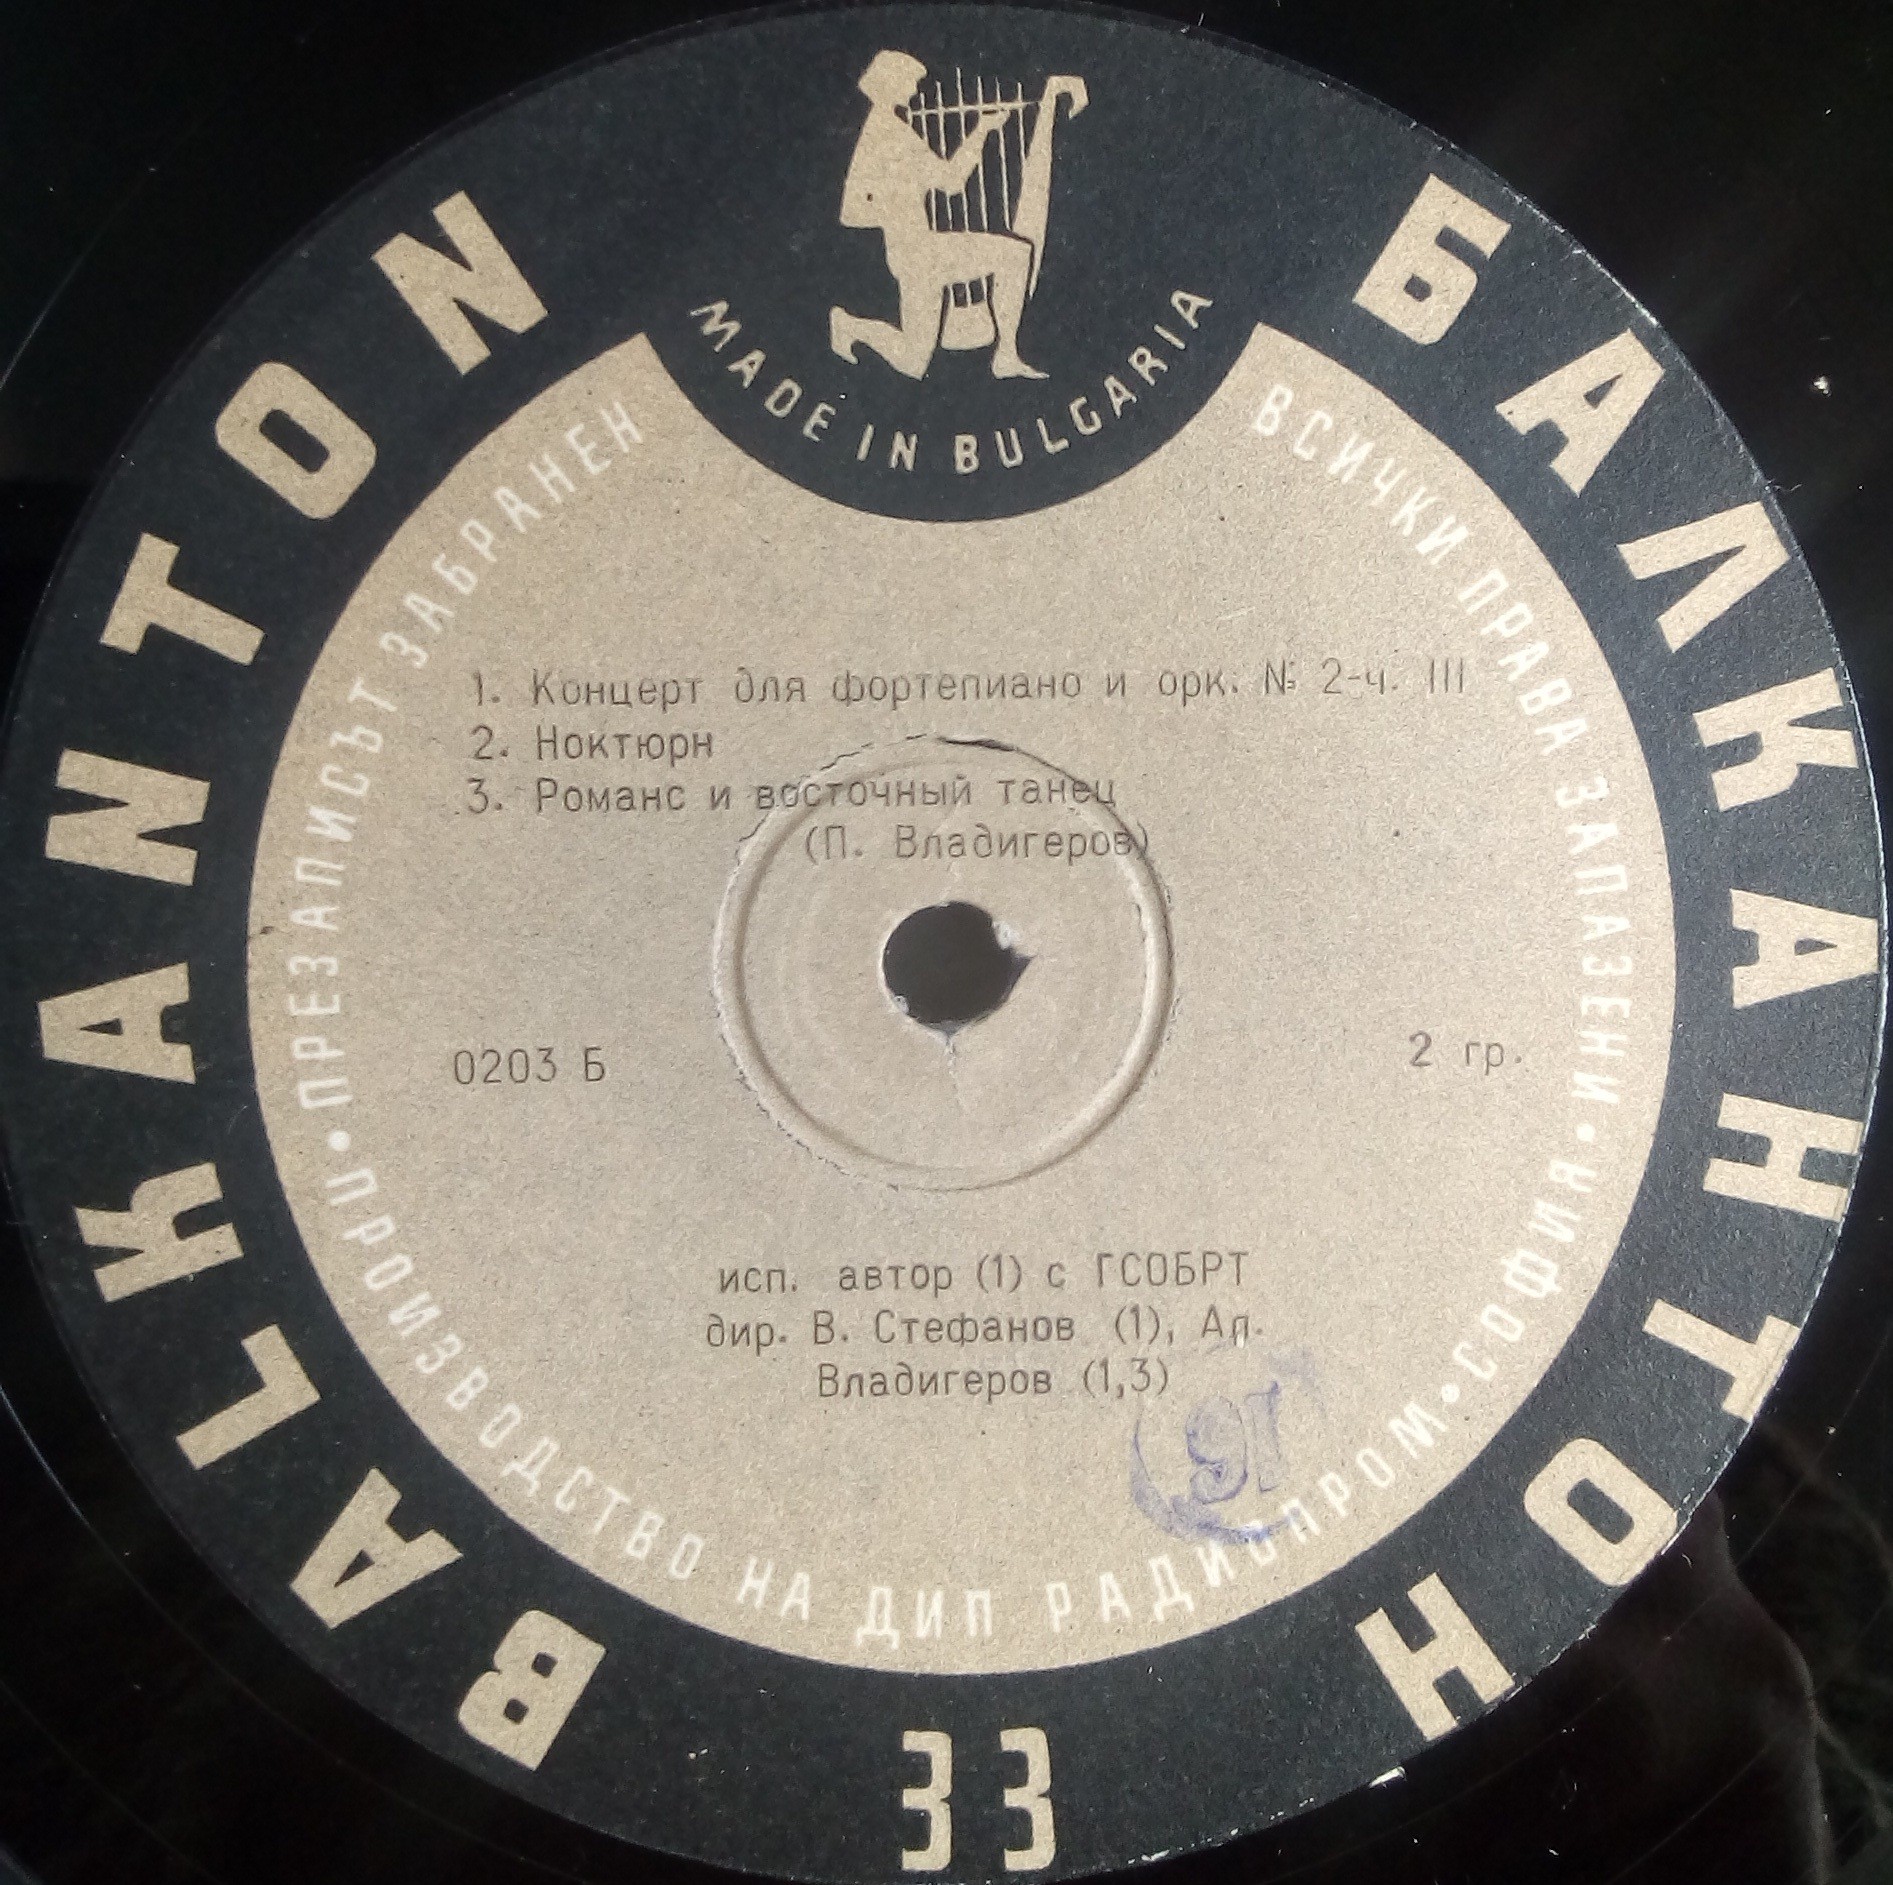 BALKANTON
БАЛКАНТОН
MADE IN BULGARIA
ПРЕЗАПИСЪТ ЗАБРАНЕН
ВСИЧКИ ПРАВА ЗАПАЗЕНИ • СОФИЯ •
1. Концерт для фортепиано и орк. № 2-ч. III
2. Ноктюрн
3. Романс и восточный танец
(П. Владигеров)
0203 Б
2 гр.
исп. автор (1) с ГСОБРТ
дир. В. Стефанов (1), Ал.
Владигеров (1,3)
• ПРОИЗВОДСТВО НА ДИП РАДИОПРОМ •
33